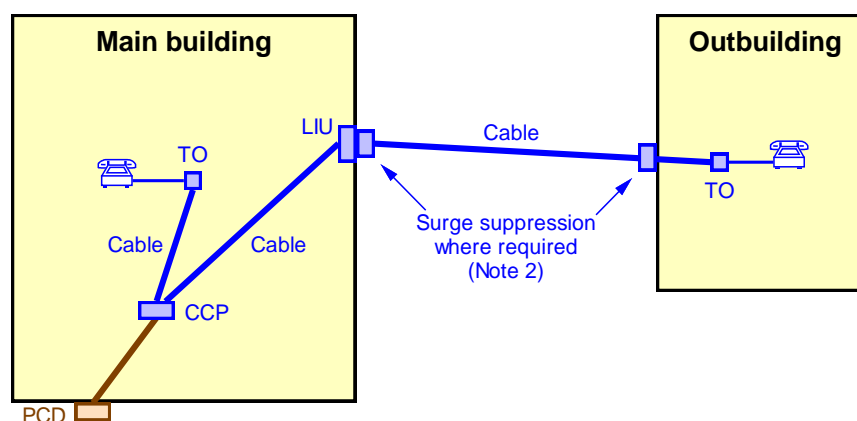 Main building
Outbuilding
LIU
Cable
TO
TO
Cable
Cable
Surge suppression
where required
(Note 2)
CCP
PCD